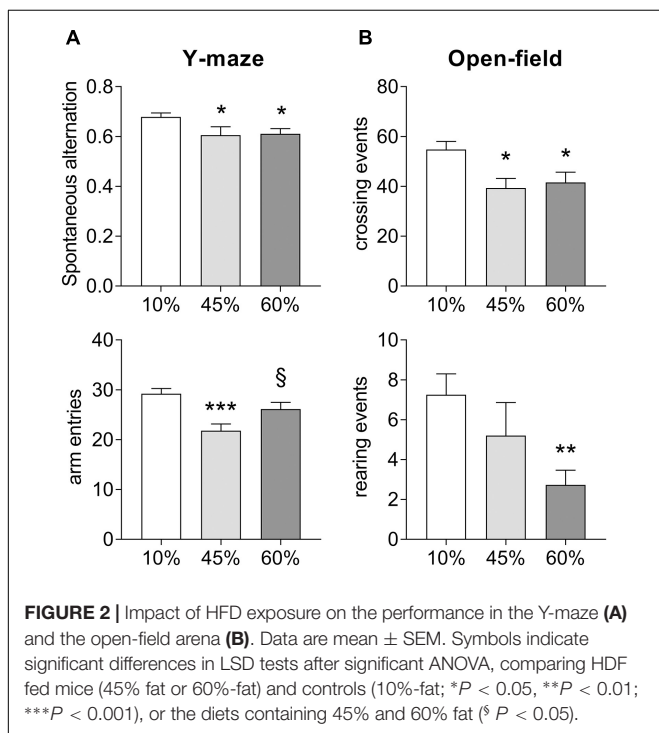 A
B
Y-maze
Open-field
Spontaneous alternation
0.8
0.6
0.4
0.2
0.0
*
*
10% 45% 60%
crossing events
80
60
40
20
0
*
*
10% 45% 60%
arm entries
40
30
20
10
0
***
§
10% 45% 60%
rearing events
8
6
4
2
0
**
10% 45% 60%
FIGURE 2 | Impact of HFD exposure on the performance in the Y-maze (A)
and the open-field arena (B). Data are mean ± SEM. Symbols indicate
significant differences in LSD tests after significant ANOVA, comparing HDF
fed mice (45% fat or 60%-fat) and controls (10%-fat; *P < 0.05, **P < 0.01;
***P < 0.001), or the diets containing 45% and 60% fat (§ P < 0.05).